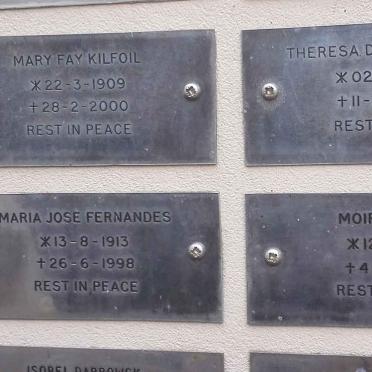 MARY FAY KILFOIL
⚹22-3-1909
†28-2-2000
REST IN PEACE
THERESA D
⚹02
†11-
REST
MARIA JOSE FERNANDES
⚹13-8-1913
†26-6-1998
REST IN PEACE
MOIR
⚹12
†4
REST
ISOBEL